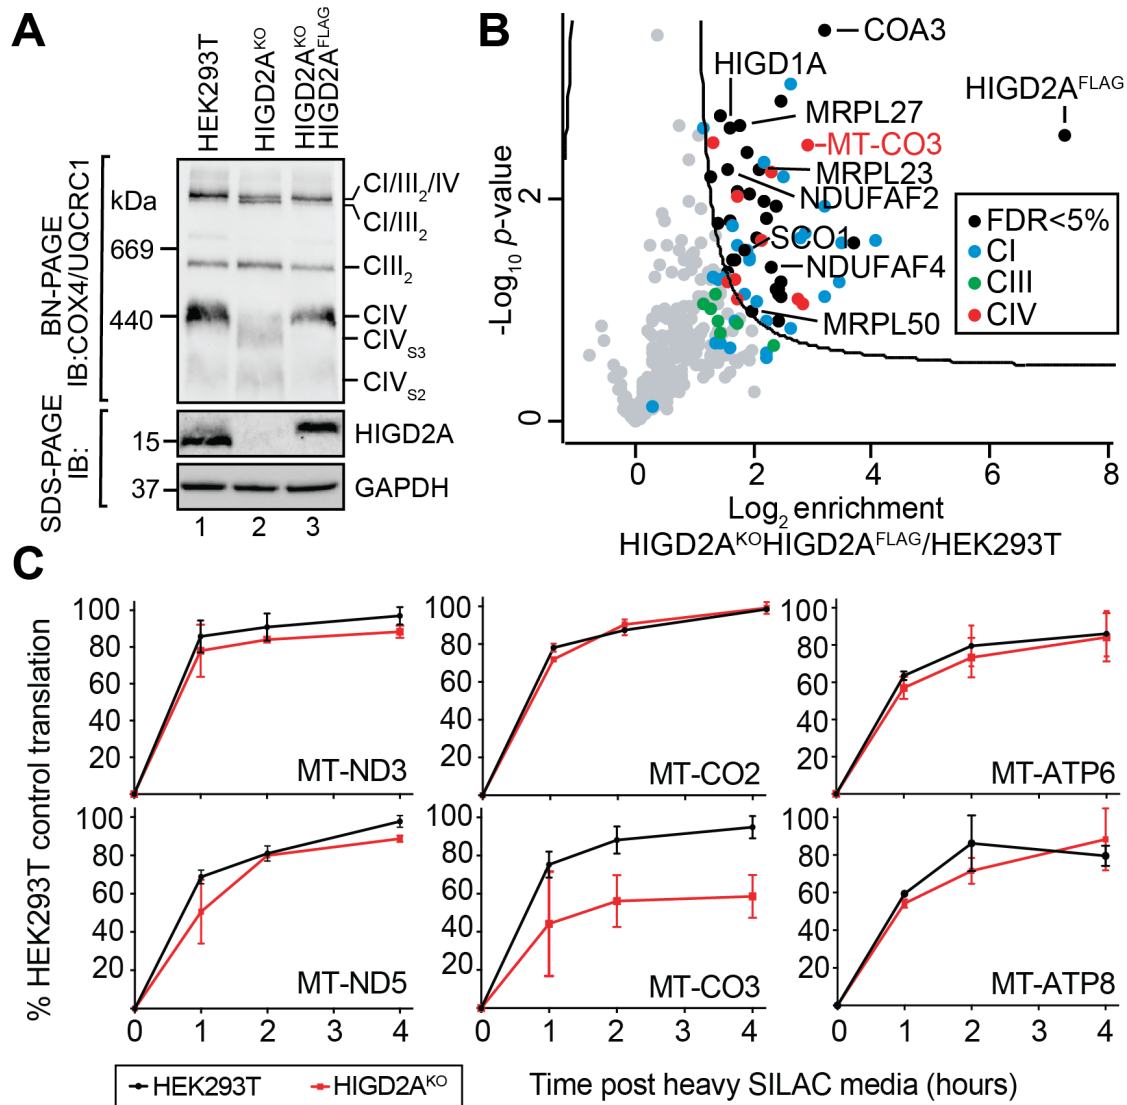 A
HEK293T
HIGD2AKO
HIGD2AKO
HIGD2AFLAG
BN-PAGE
IB:COX4/UQCRC1
kDa
669
440
CI/III2/IV
CI/III2
CIII2
CIV
CIVS3
CIVS2
SDS-PAGE
IB:
15
HIGD2A
37
GAPDH
1 2 3
B
-Log10 p-value
2
0
COA3
HIGD1A
HIGD2AFLAG
MRPL27
MT-CO3
MRPL23
NDUFAF2
SCO1
NDUFAF4
MRPL50
FDR<5%
CI
CIII
CIV
0 2 4 6 8
Log2 enrichment
HIGD2AKOHIGD2AFLAG/HEK293T
C
% HEK293T control translation
100
80
60
40
20
MT-ND3
100
80
60
40
20
MT-CO2
100
80
60
40
20
MT-ATP6
100
80
60
40
20
MT-ND5
0 1 2 3 4
100
80
60
40
20
MT-CO3
0 1 2 3 4
100
80
60
40
20
MT-ATP8
0 1 2 3 4
HEK293T
HIGD2AKO
Time post heavy SILAC media (hours)